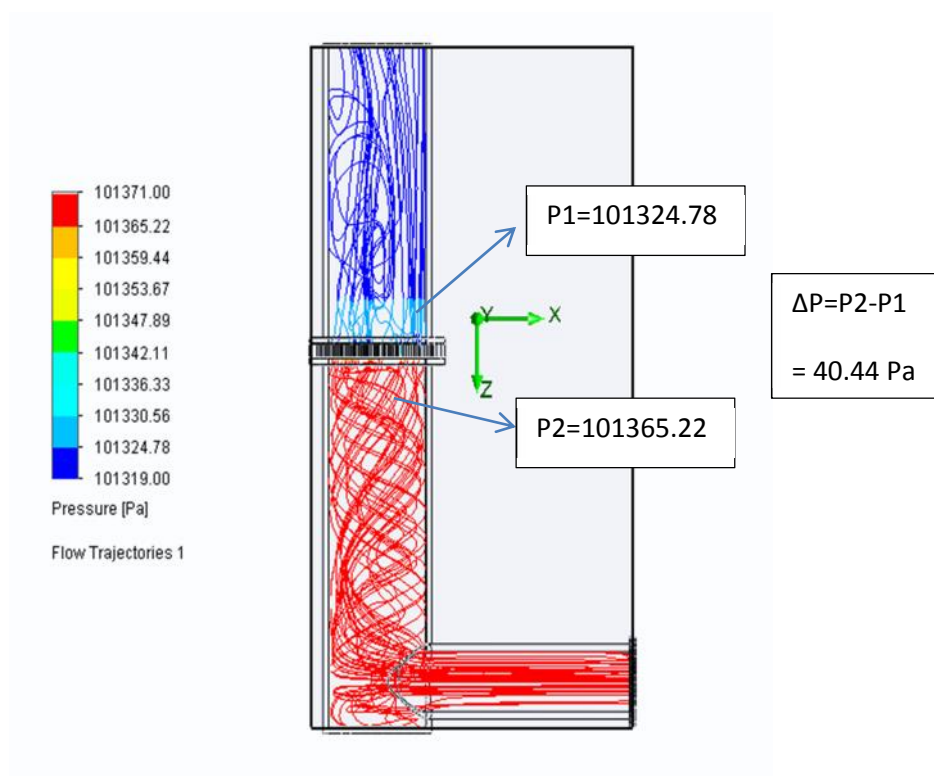 101371.00
101365.22
101359.44
101353.67
101347.89
101342.11
101336.33
101330.56
101324.78
101319.00
Pressure [Pa]
Flow Trajectories 1
P1=101324.78
Y
X
Z
P2=101365.22
ΔP=P2-P1
= 40.44 Pa